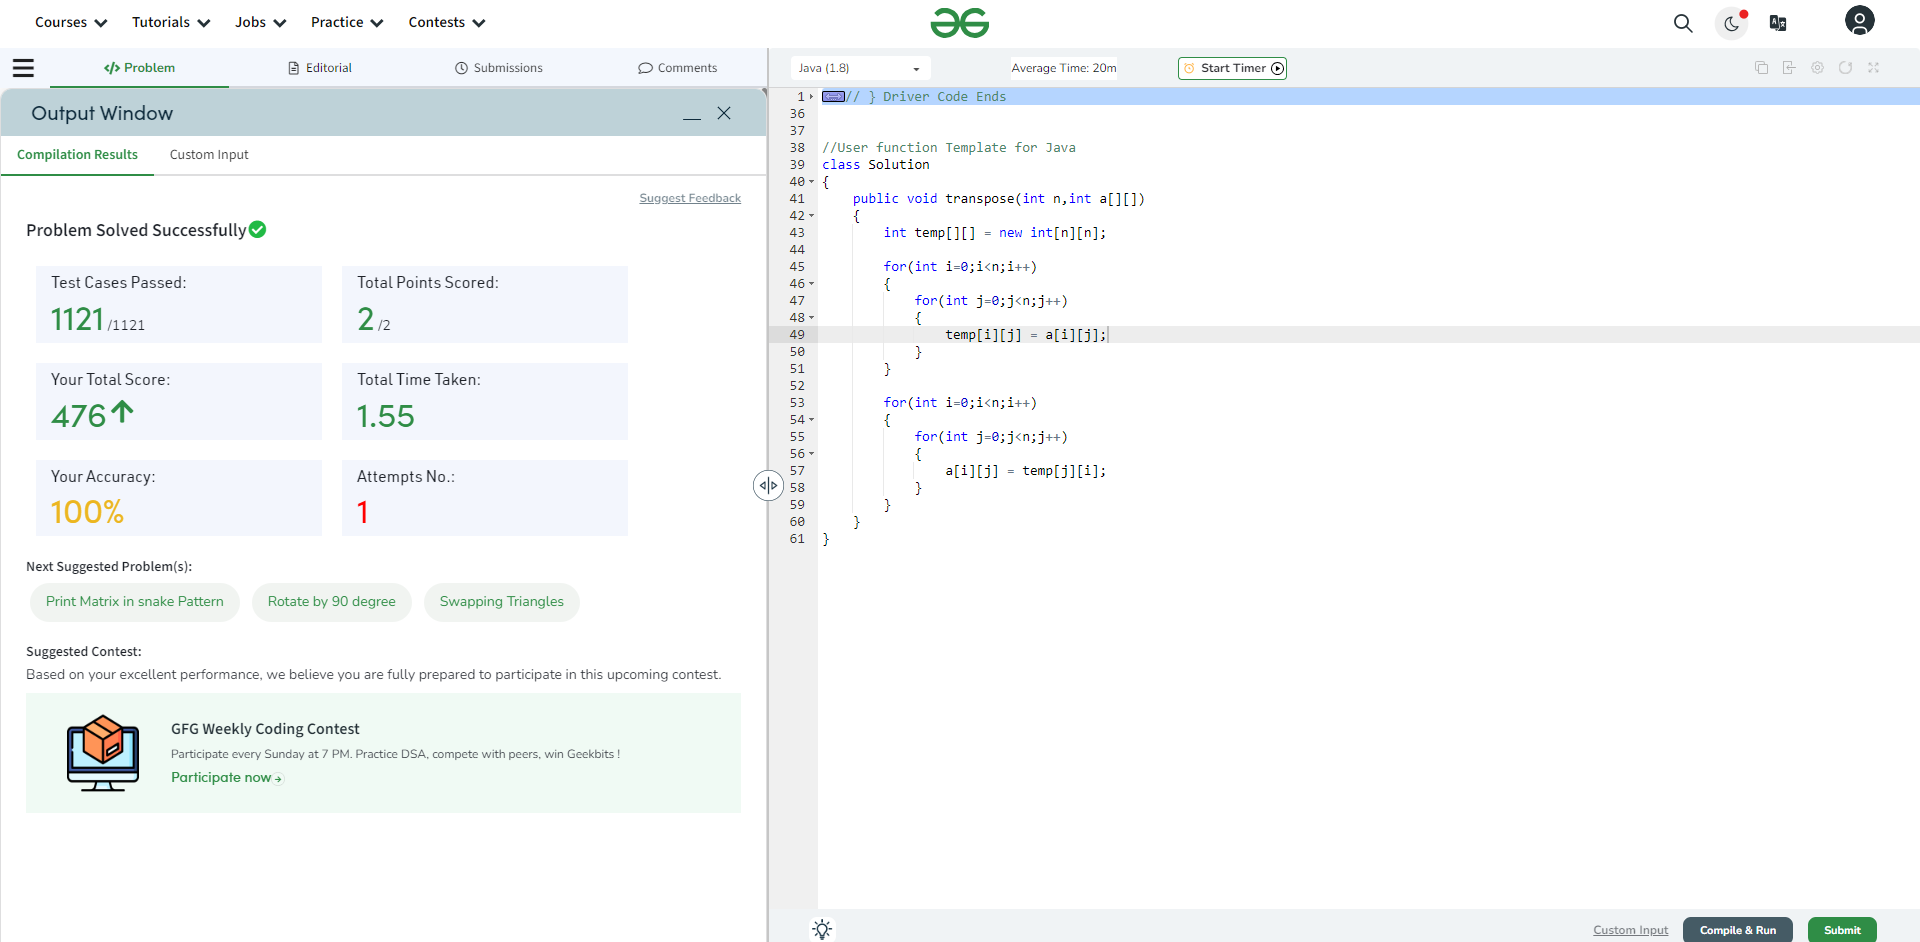 Courses Tutorials Jobs Practice Contests
</> Problem Editorial Submissions Comments
Output Window
Compilation Results Custom Input
Suggest Feedback
Problem Solved Successfully
Test Cases Passed: Total Points Scored:
1121 /1121 2 /2
Your Total Score: Total Time Taken:
476 1.55
Your Accuracy: Attempts No.:
100% 1
Next Suggested Problem(s):
Print Matrix in snake Pattern Rotate by 90 degree Swapping Triangles
Suggested Contest:
Based on your excellent performance, we believe you are fully prepared to participate in this upcoming contest.
GFG Weekly Coding Contest
Participate every Sunday at 7 PM. Practice DSA, compete with peers, win Geekbits !
Participate now
Java (1.8) Average Time: 20m Start Timer
1 // } Driver Code Ends
36
37
38 //User function Template for Java
39 class Solution
40 {
41     public void transpose(int n,int a[][])
42     {
43         int temp[][] = new int[n][n];
44
45         for(int i=0;i<n;i++)
46         {
47             for(int j=0;j<n;j++)
48             {
49                 temp[i][j] = a[i][j];
50             }
51         }
52
53         for(int i=0;i<n;i++)
54         {
55             for(int j=0;j<n;j++)
56             {
57                 a[i][j] = temp[j][i];
58             }
59         }
60     }
61 }
Custom Input Compile & Run Submit